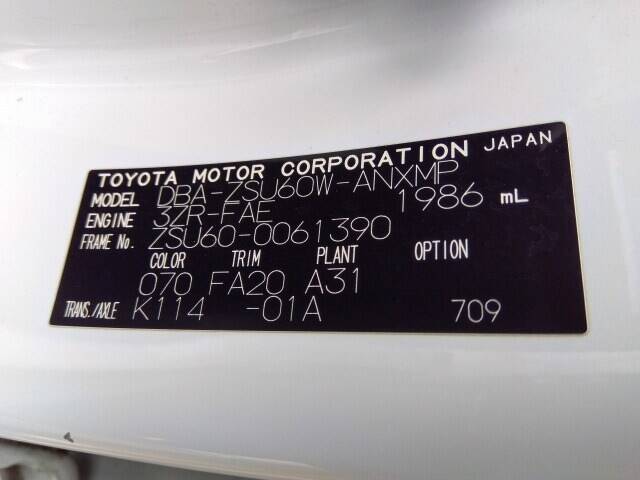 TOYOTA MOTOR CORPORATION JAPAN
MODEL DBA-ZSU60W-ANXMP
ENGINE 3ZR-FAE 1986 mL
FRAME No. ZSU60-0061390
COLOR TRIM PLANT OPTION
070 FA20 A31
TRANS./AXLE K114 -01A 709